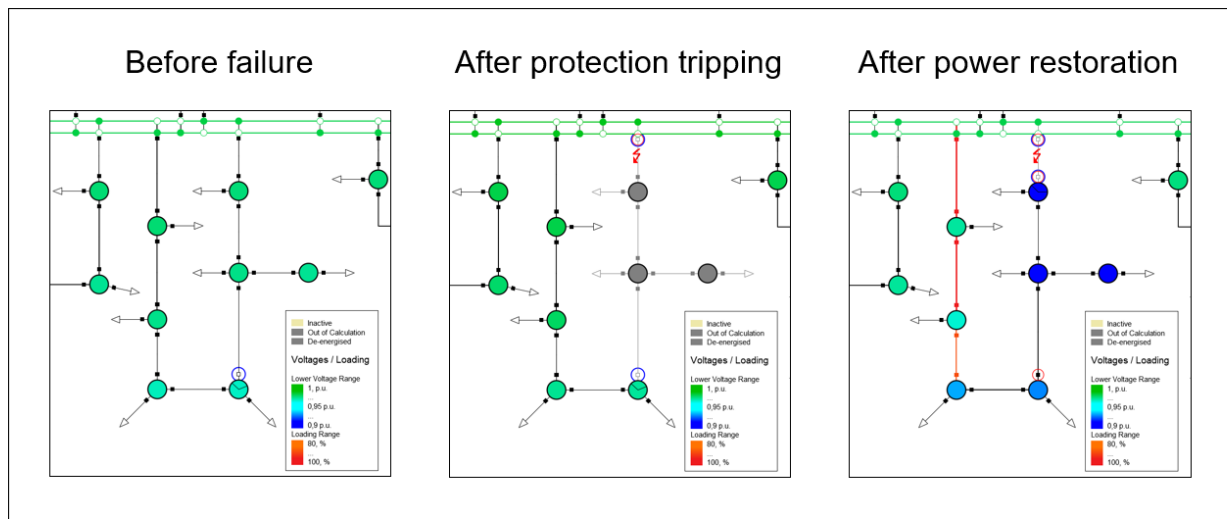 Before failure
After protection tripping
After power restoration
Inactive
Out of Calculation
De-energised
Voltages / Loading
Lower Voltage Range
1, p.u.
...
0,95 p.u.
...
0,9 p.u.
Loading Range
80, %
...
100, %
Inactive
Out of Calculation
De-energised
Voltages / Loading
Lower Voltage Range
1, p.u.
...
0,95 p.u.
...
0,9 p.u.
Loading Range
80, %
...
100, %
Inactive
Out of Calculation
De-energised
Voltages / Loading
Lower Voltage Range
1, p.u.
...
0,95 p.u.
...
0,9 p.u.
Loading Range
80, %
...
100, %